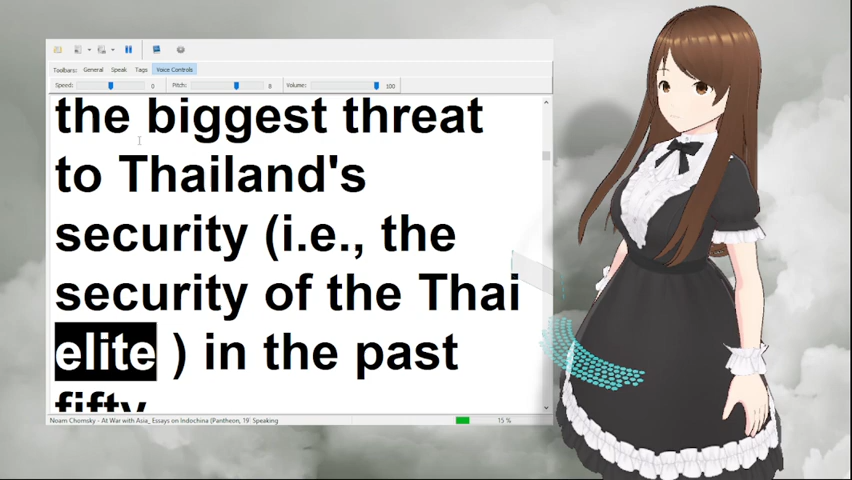 Toolbars: General Speak Tags Voice Controls
Speed: 0 Pitch: 8 Volume: 100
the biggest threat
to Thailand's
security (i.e., the
security of the Thai
elite ) in the past
fifty
Noam Chomsky - At War with Asia_ Essays on Indochina (Pantheon, 19 Speaking 15 %